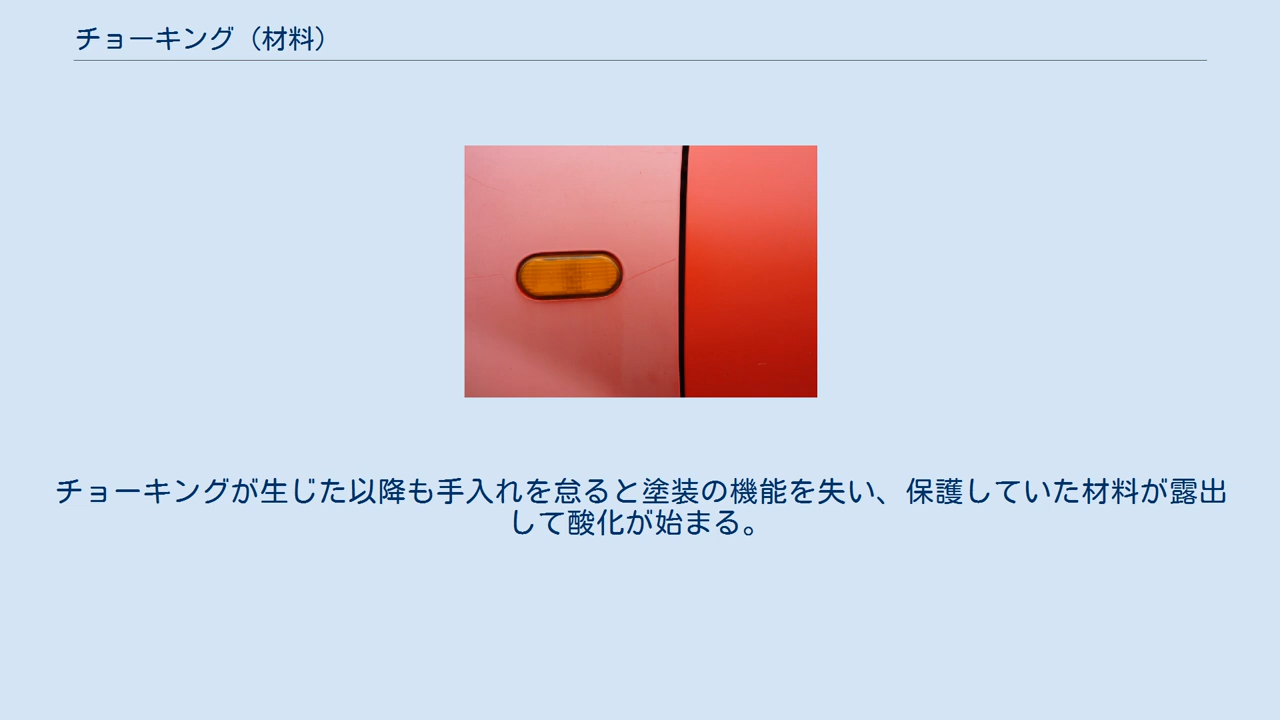 チョーキング（材料）
チョーキングが生じた以降も手入れを怠ると塗装の機能を失い、保護していた材料が露出
して酸化が始まる。